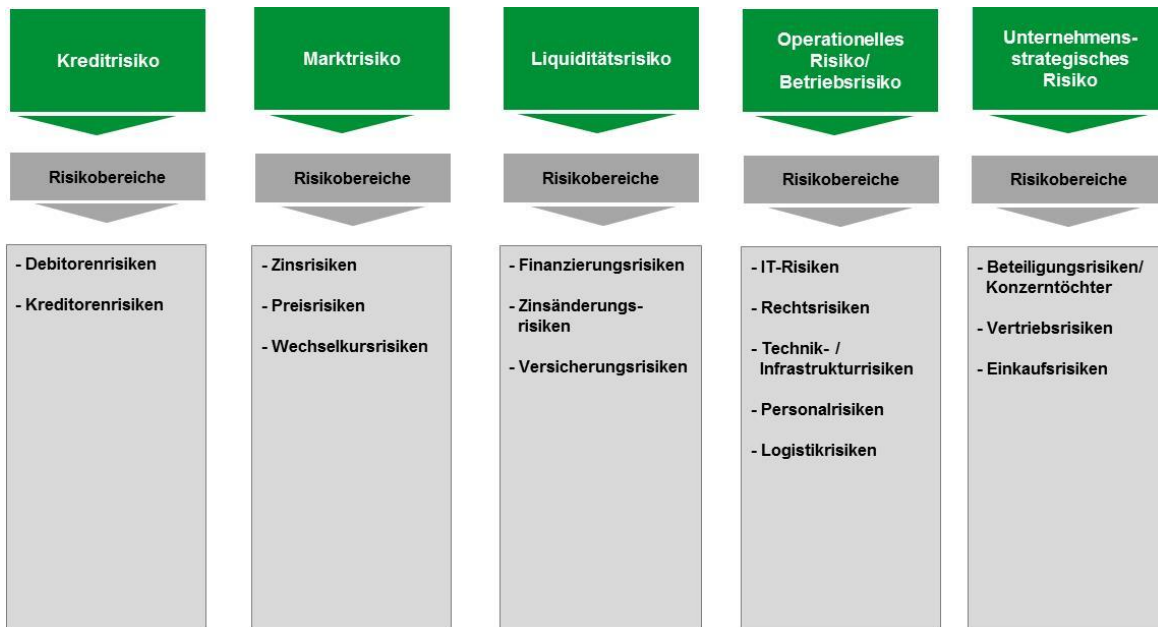 Kreditrisiko
Marktrisiko
Liquiditätsrisiko
Operationelles
Risiko/
Betriebsrisiko
Unternehmens-
strategisches
Risiko
Risikobereiche
Risikobereiche
Risikobereiche
Risikobereiche
Risikobereiche
- Debitorenrisiken
- Kreditorenrisiken
- Zinsrisiken
- Preisrisiken
- Wechselkursrisiken
- Finanzierungsrisiken
- Zinsänderungs-
risiken
- Versicherungsrisiken
- IT-Risiken
- Rechtsrisiken
- Technik- /
Infrastrukturrisiken
- Personalrisiken
- Logistikrisiken
- Beteiligungsrisiken/
Konzerntöchter
- Vertriebsrisiken
- Einkaufsrisiken